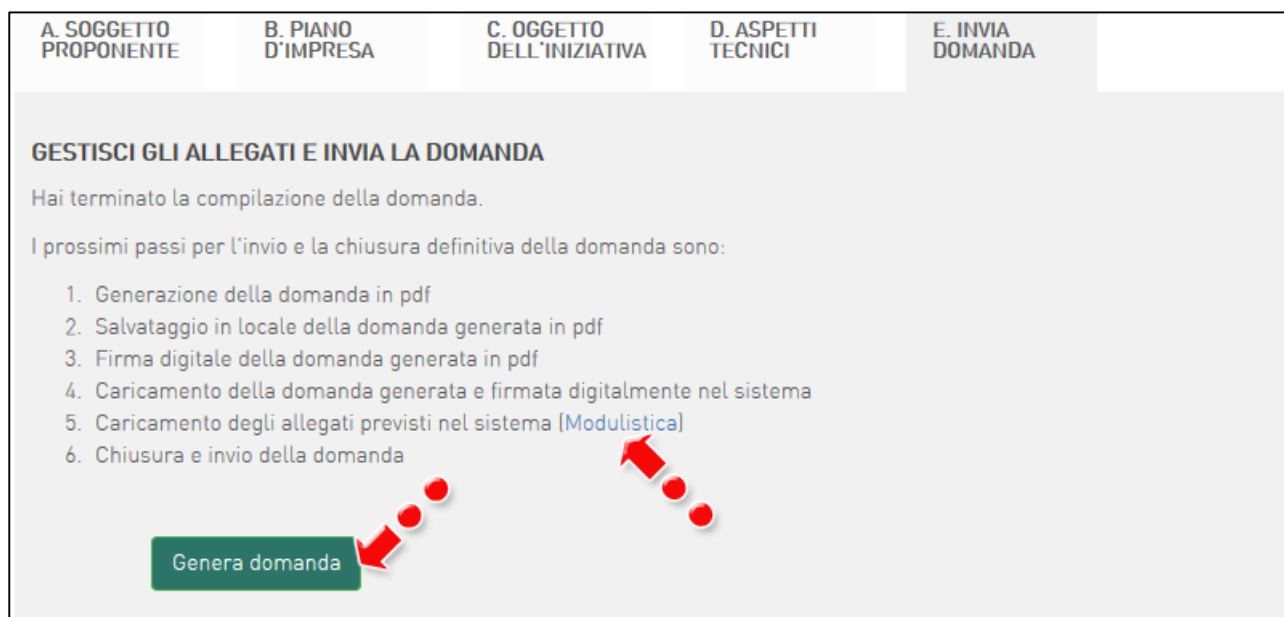 A. SOGGETTO
PROPONENTE
B. PIANO
D'IMPRESA
C. OGGETTO
DELL'INIZIATIVA
D. ASPETTI
TECNICI
E. INVIA
DOMANDA
GESTISCI GLI ALLEGATI E INVIA LA DOMANDA
Hai terminato la compilazione della domanda.
I prossimi passi per l'invio e la chiusura definitiva della domanda sono:
1. Generazione della domanda in pdf
2. Salvataggio in locale della domanda generata in pdf
3. Firma digitale della domanda generata in pdf
4. Caricamento della domanda generata e firmata digitalmente nel sistema
5. Caricamento degli allegati previsti nel sistema (Modulistica)
6. Chiusura e invio della domanda
Genera domanda